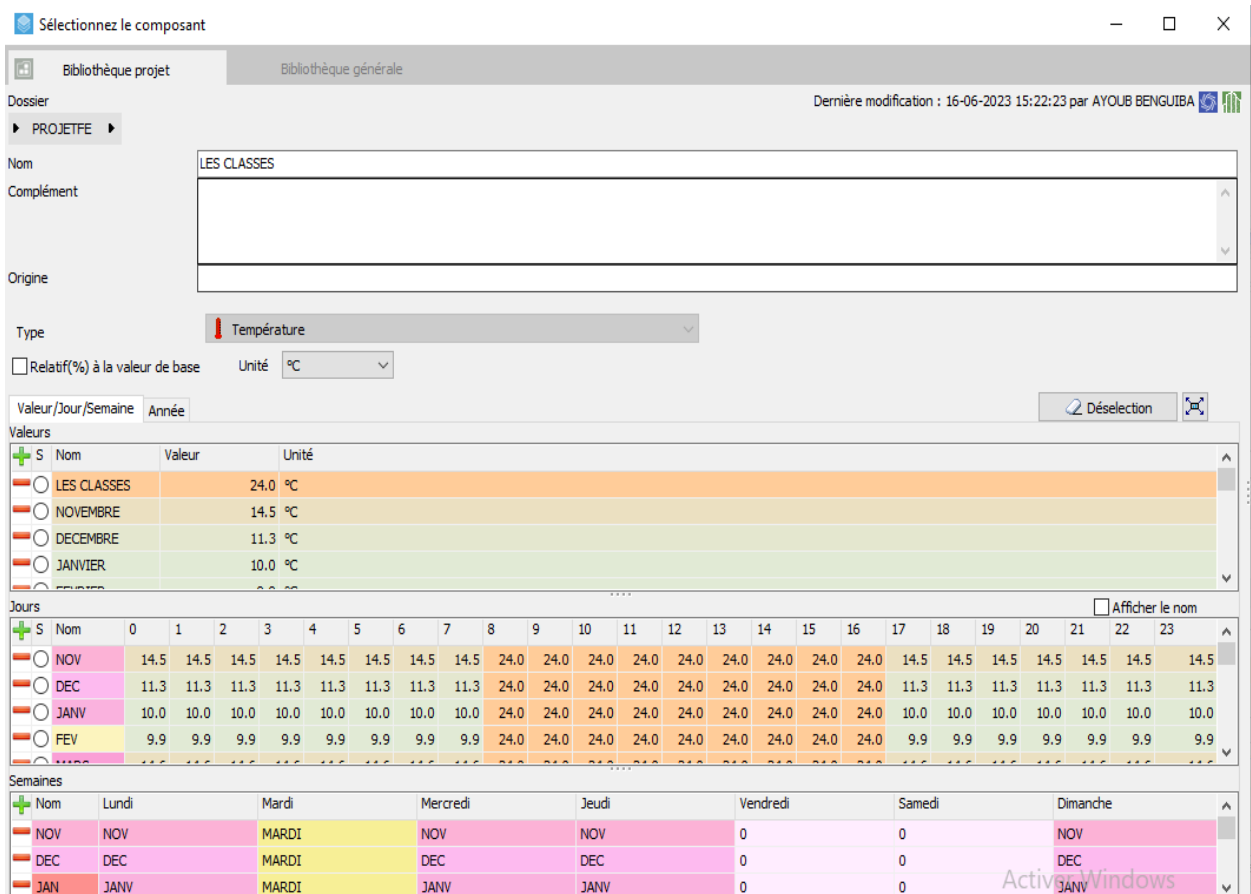 Sélectionnez le composant
Bibliothèque projet Bibliothèque générale
Dossier Dernière modification : 16-06-2023 15:22:23 par AYOUB BENGUIBA
PROJETFE
Nom LES CLASSES
Complément
Origine
Type Température
Relatif(%) à la valeur de base Unité ºC
Valeur/Jour/Semaine Année Déselection
Valeurs
S Nom Valeur Unité
LES CLASSES 24.0 ºC
NOVEMBRE 14.5 ºC
DECEMBRE 11.3 ºC
JANVIER 10.0 ºC
Jours Afficher le nom
S Nom 0 1 2 3 4 5 6 7 8 9 10 11 12 13 14 15 16 17 18 19 20 21 22 23
NOV 14.5 14.5 14.5 14.5 14.5 14.5 14.5 14.5 24.0 24.0 24.0 24.0 24.0 24.0 24.0 24.0 24.0 14.5 14.5 14.5 14.5 14.5 14.5 14.5
DEC 11.3 11.3 11.3 11.3 11.3 11.3 11.3 11.3 24.0 24.0 24.0 24.0 24.0 24.0 24.0 24.0 24.0 11.3 11.3 11.3 11.3 11.3 11.3 11.3
JANV 10.0 10.0 10.0 10.0 10.0 10.0 10.0 10.0 24.0 24.0 24.0 24.0 24.0 24.0 24.0 24.0 24.0 10.0 10.0 10.0 10.0 10.0 10.0 10.0
FEV 9.9 9.9 9.9 9.9 9.9 9.9 9.9 9.9 24.0 24.0 24.0 24.0 24.0 24.0 24.0 24.0 24.0 9.9 9.9 9.9 9.9 9.9 9.9 9.9
Semaines
Nom Lundi Mardi Mercredi Jeudi Vendredi Samedi Dimanche
NOV NOV MARDI NOV NOV 0 0 NOV
DEC DEC MARDI DEC DEC 0 0 DEC
JAN JANV MARDI JANV JANV 0 0 JANV
Activer Windows